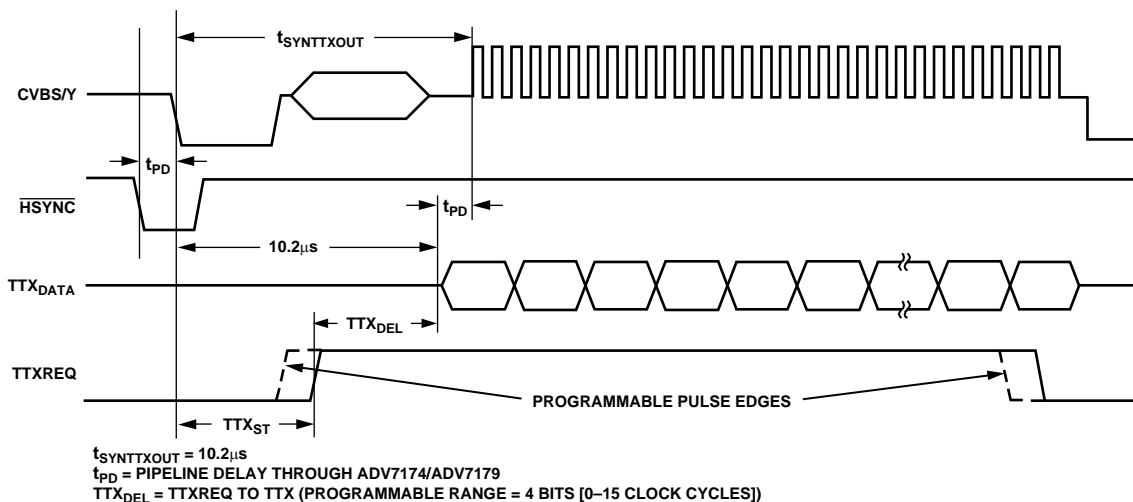 tSYNTTXOUT
CVBS/Y
tPD
HSYNC
tPD
10.2μs
TTXDATA
TTXDEL
TTXREQ
PROGRAMMABLE PULSE EDGES
TTXST
tSYNTTXOUT = 10.2μs
tPD = PIPELINE DELAY THROUGH ADV7174/ADV7179
TTXDEL = TTXREQ TO TTX (PROGRAMMABLE RANGE = 4 BITS [0–15 CLOCK CYCLES])